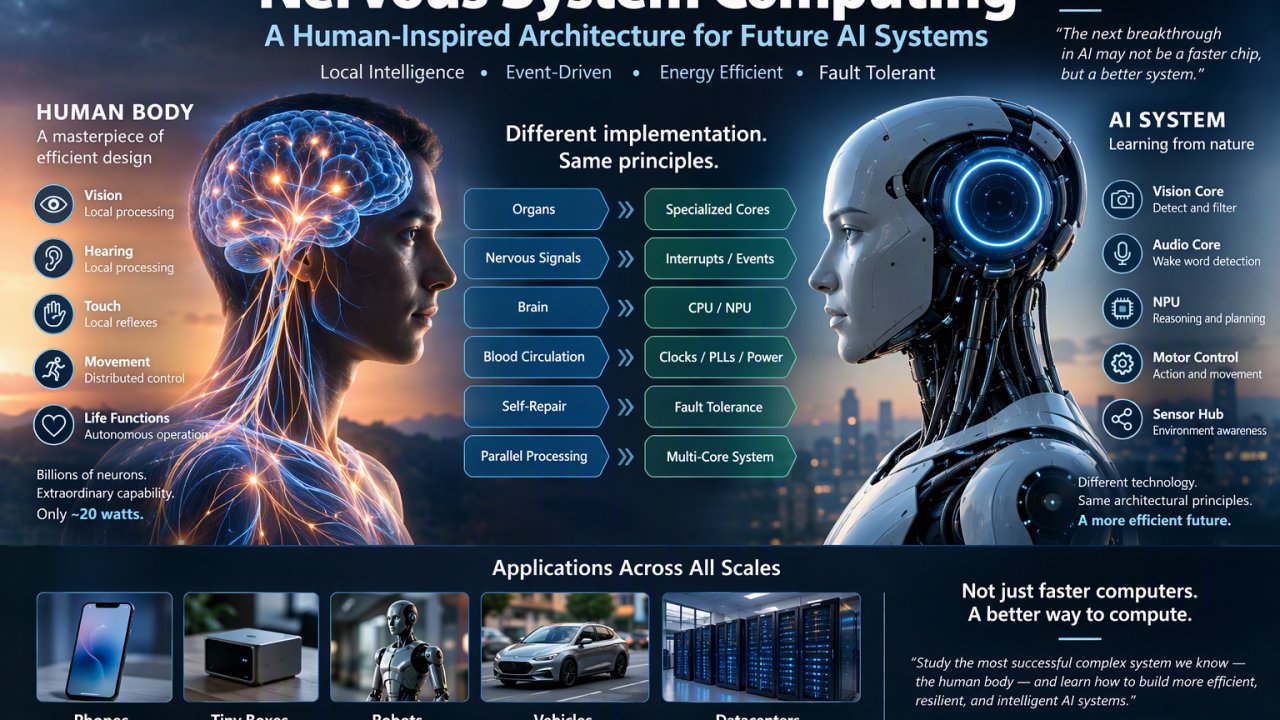 Nervous System Computing
A Human-Inspired Architecture for Future AI Systems
Local Intelligence • Event-Driven • Energy Efficient • Fault Tolerant
"The next breakthrough
in AI may not be a faster chip,
but a better system."
HUMAN BODY
A masterpiece of
efficient design
Vision
Local processing
Hearing
Local processing
Touch
Local reflexes
Movement
Distributed control
Life Functions
Autonomous operation
Billions of neurons.
Extraordinary capability.
Only ~20 watts.
Different implementation.
Same principles.
Organs » Specialized Cores
Nervous Signals » Interrupts / Events
Brain » CPU / NPU
Blood Circulation » Clocks / PLLs / Power
Self-Repair » Fault Tolerance
Parallel Processing » Multi-Core System
AI SYSTEM
Learning from nature
Vision Core
Detect and filter
Audio Core
Wake word detection
NPU
Reasoning and planning
Motor Control
Action and movement
Sensor Hub
Environment awareness
Different technology.
Same architectural principles.
A more efficient future.
Applications Across All Scales
Phones
Tiny Boxes
Robots
Vehicles
Datacenters
Not just faster computers.
A better way to compute.
"Study the most successful complex system we know —
the human body — and learn how to build more efficient,
resilient, and intelligent AI systems."